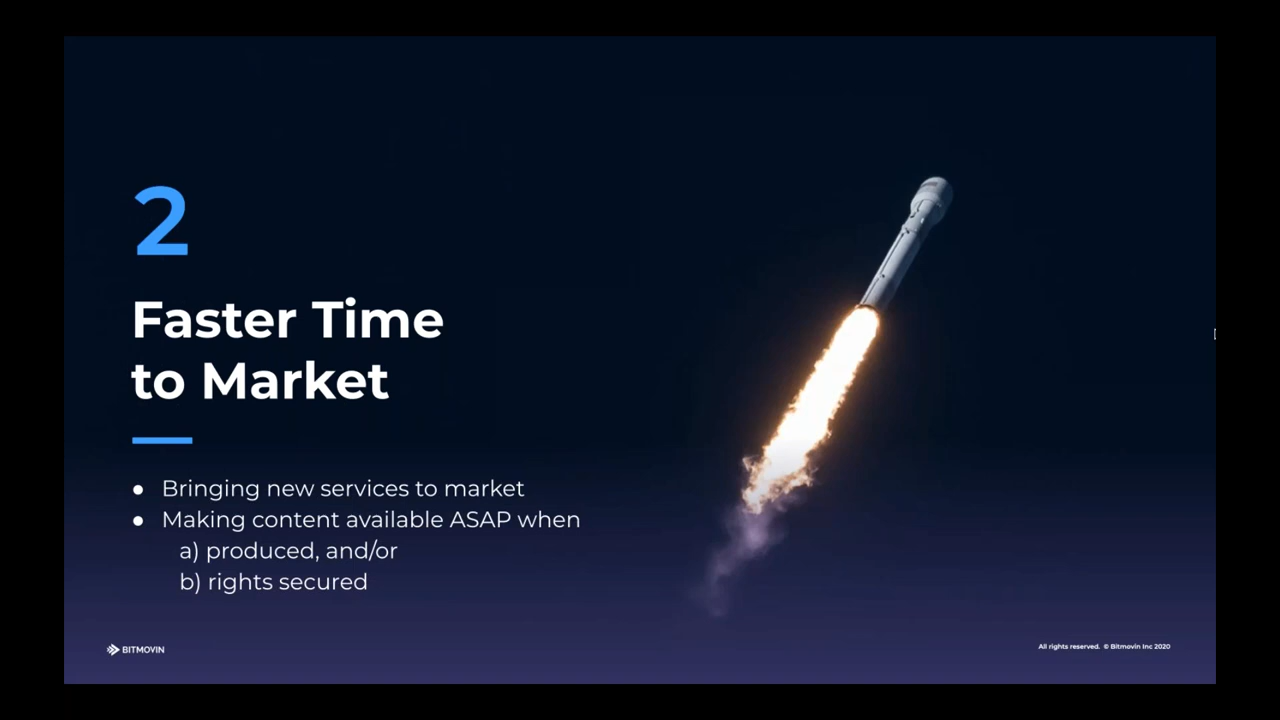 2
Faster Time
to Market
● Bringing new services to market
● Making content available ASAP when
a) produced, and/or
b) rights secured
BITMOVIN
All rights reserved. © Bitmovin Inc 2020